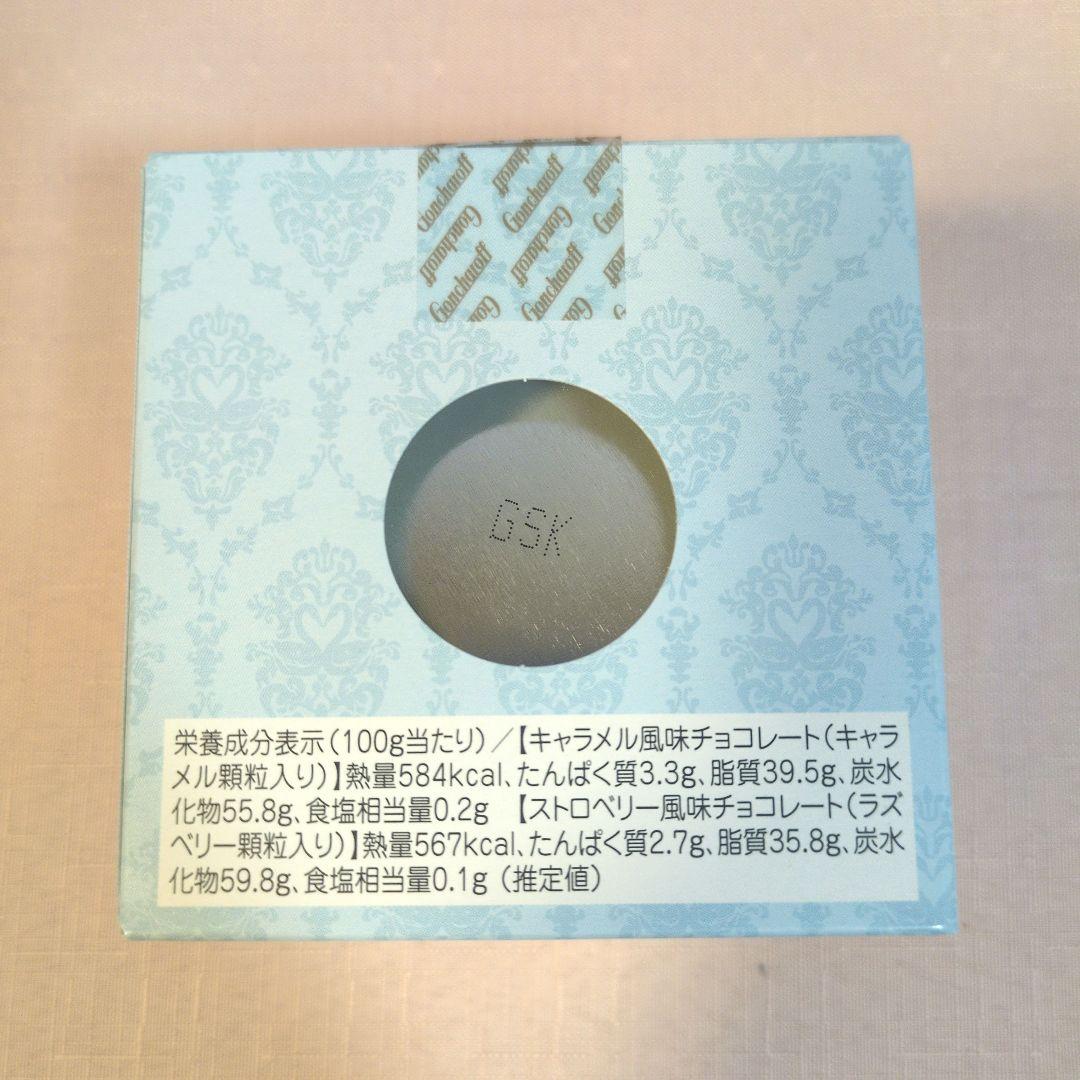 Goncharoff Goncharoff Goncharoff
Goncharoff Goncharoff
Goncharoff Goncharoff
GSK
栄養成分表示(100g当たり)／【キャラメル風味チョコレート(キャラ
メル顆粒入り)】熱量584kcal、たんぱく質3.3g、脂質39.5g、炭水
化物55.8g、食塩相当量0.2g 【ストロベリー風味チョコレート(ラズ
ベリー顆粒入り)】熱量567kcal、たんぱく質2.7g、脂質35.8g、炭水
化物59.8g、食塩相当量0.1g (推定値)